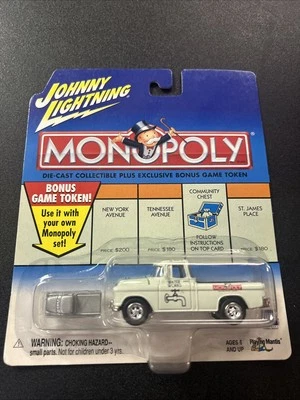 JOHNNY
LIGHTNING
MONOPOLY
DIE-CAST COLLECTIBLE PLUS EXCLUSIVE BONUS GAME TOKEN
BONUS
GAME TOKEN!
Use it with
your own
Monopoly
set!
NEW YORK
AVENUE
PRICE $200
TENNESSEE
AVENUE
PRICE $180
COMMUNITY
CHEST
FOLLOW
INSTRUCTIONS
ON TOP CARD
ST. JAMES
PLACE
PRICE $180
WATER
WORKS
MONOPOLY
WARNING: CHOKING HAZARD—
small parts. Not for children under 3 yrs.
AGES 8
AND UP
Playing Mantis